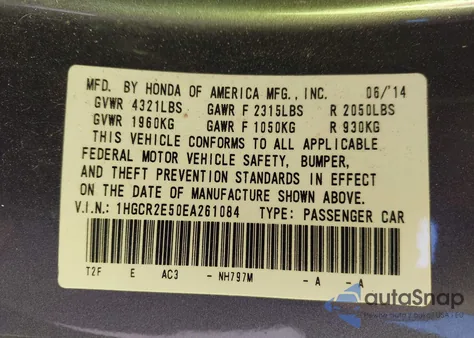 MFD. BY HONDA OF AMERICA MFG., INC. 06/'14
GVWR 4321LBS GAWR F 2315LBS R 2050LBS
GVWR 1960KG GAWR F 1050KG R 930KG
THIS VEHICLE CONFORMS TO ALL APPLICABLE
FEDERAL MOTOR VEHICLE SAFETY, BUMPER,
AND THEFT PREVENTION STANDARDS IN EFFECT
ON THE DATE OF MANUFACTURE SHOWN ABOVE.
V.I.N.: 1HGCR2E50EA261084 TYPE: PASSENGER CAR
T2F E AC3 - NH797M -A -A
autoSnap